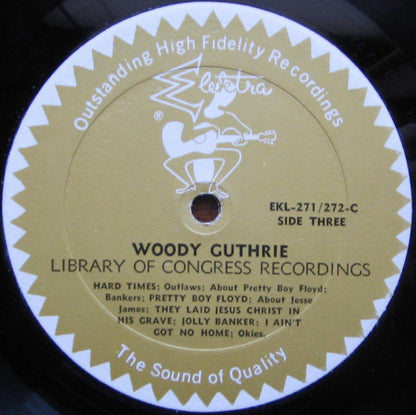 Outstanding High Fidelity Recordings
Elektra
®
EKL-271/272-C
SIDE THREE
WOODY GUTHRIE
LIBRARY OF CONGRESS RECORDINGS
HARD TIMES; Outlaws; About Pretty Boy Floyd;
Bankers; PRETTY BOY FLOYD; About Jesse
James; THEY LAID JESUS CHRIST IN
HIS GRAVE; JOLLY BANKER; I AIN'T
GOT NO HOME; Okies.
The Sound of Quality